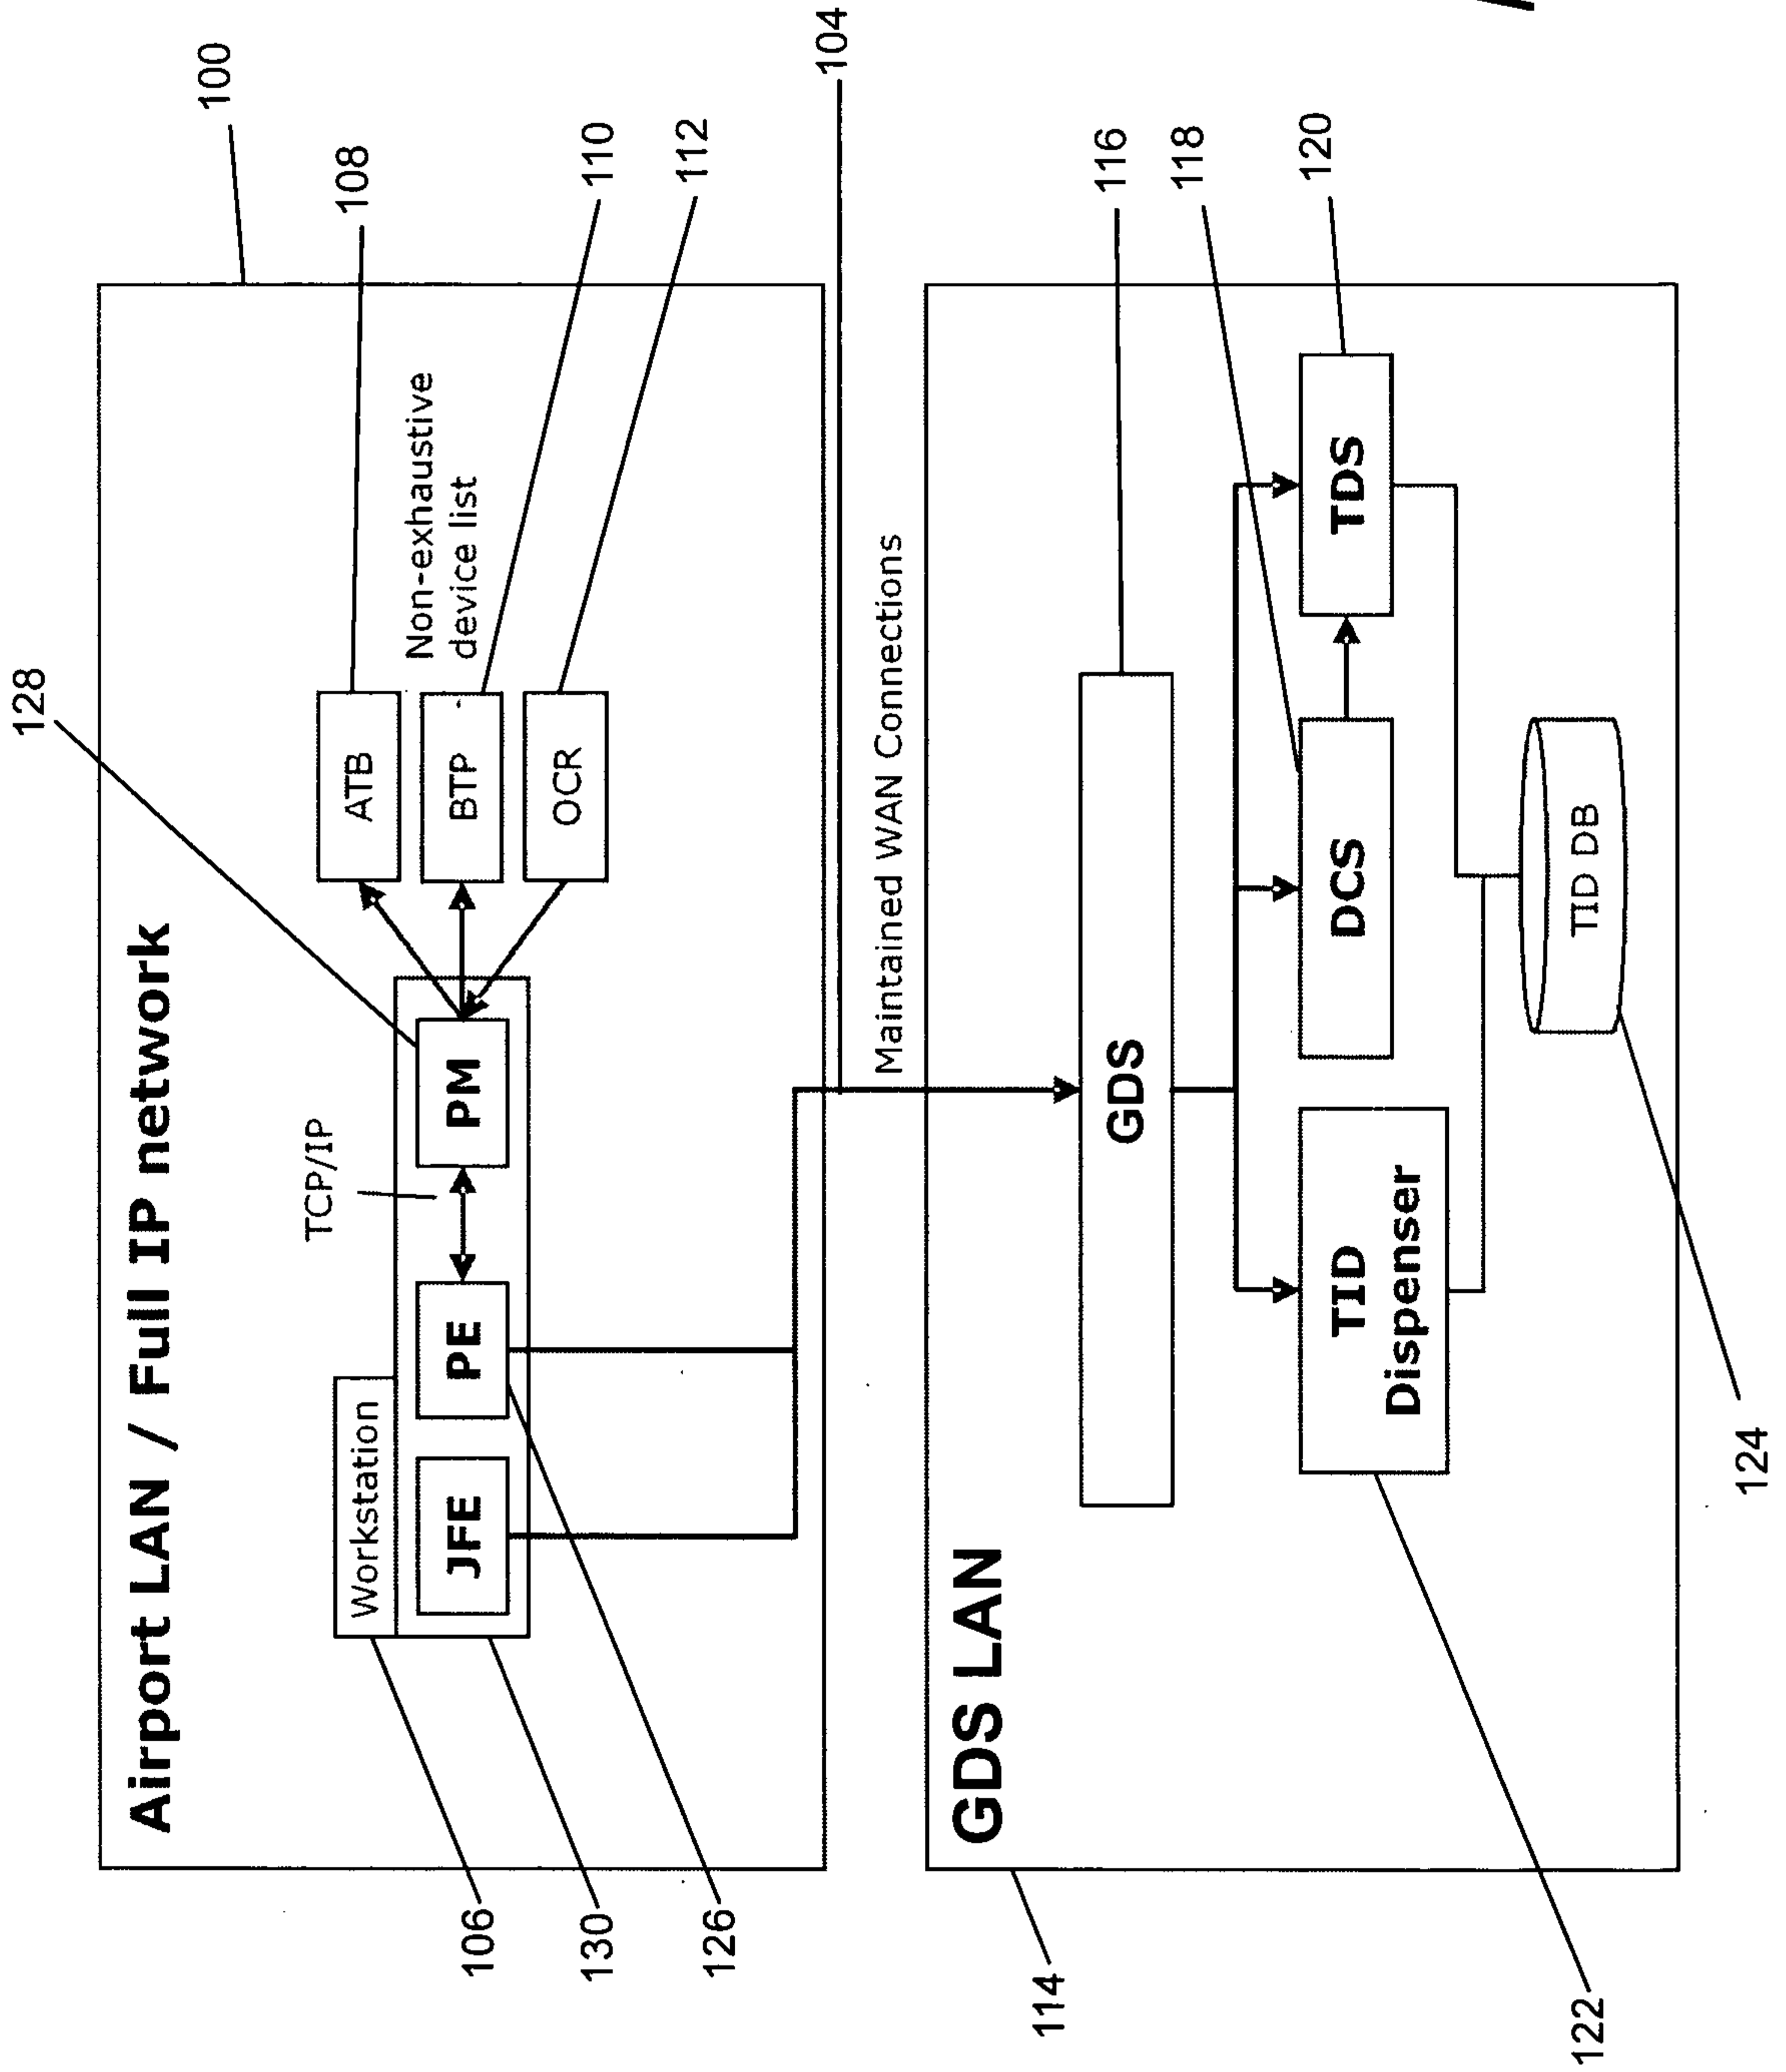 Airport LAN / Full IP network
100
128
108
110
112
104
Workstation
TCP/IP
JFE
PE
PM
ATB
BTP
OCR
Non-exhaustive
device list
106
130
126
Maintained WAN Connections
GDS LAN
114
116
118
120
GDS
TID
Dispenser
DCS
TDS
TID DB
122
124